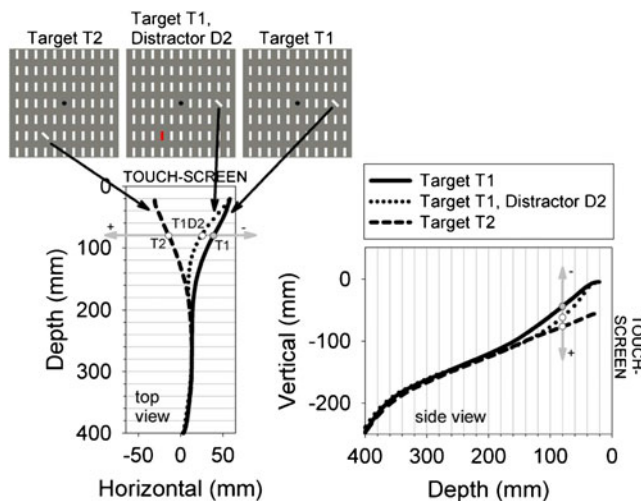 Target T2
Target T1,
Distractor D2
Target T1
TOUCH-SCREEN
0
100
200
300
400
Depth (mm)
+
-
T1D2
T2
T1
top
view
-50
0
50
Horizontal (mm)
Target T1
Target T1, Distractor D2
Target T2
0
-100
-200
Vertical (mm)
-
+
side view
TOUCH-
SCREEN
400
300
200
100
0
Depth (mm)